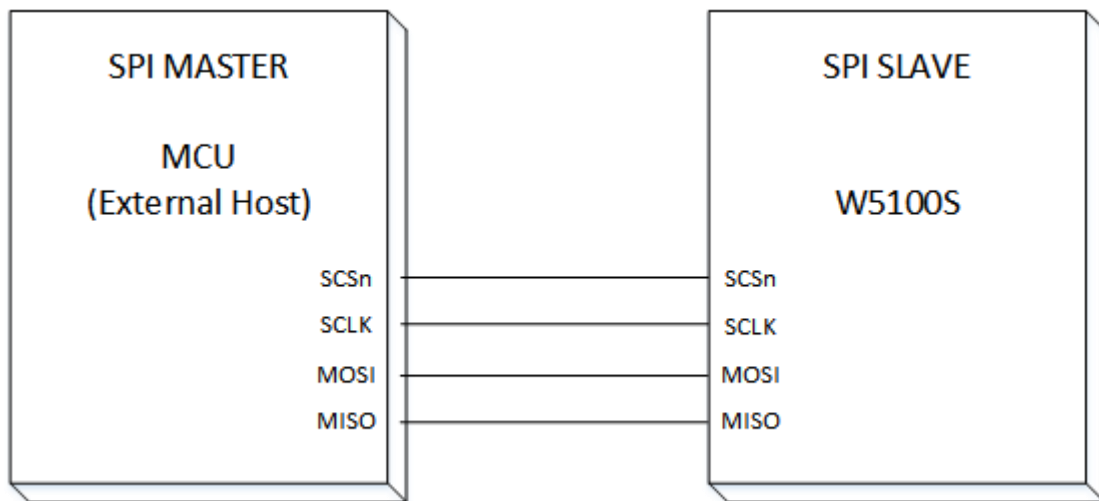 SPI MASTER
MCU
(External Host)
SCSn
SCLK
MOSI
MISO
SPI SLAVE
W5100S
SCSn
SCLK
MOSI
MISO